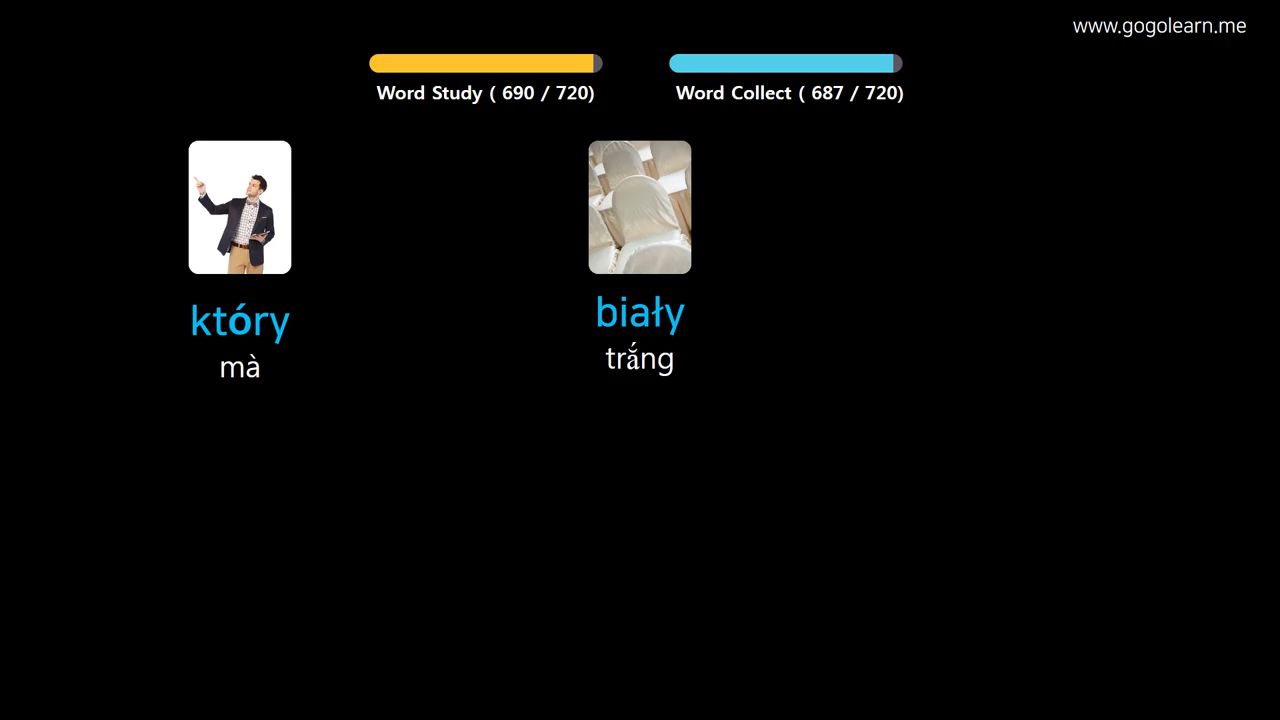 www.gogolearn.me
Word Study ( 690 / 720)
Word Collect ( 687 / 720)
który
mà
biały
trắng